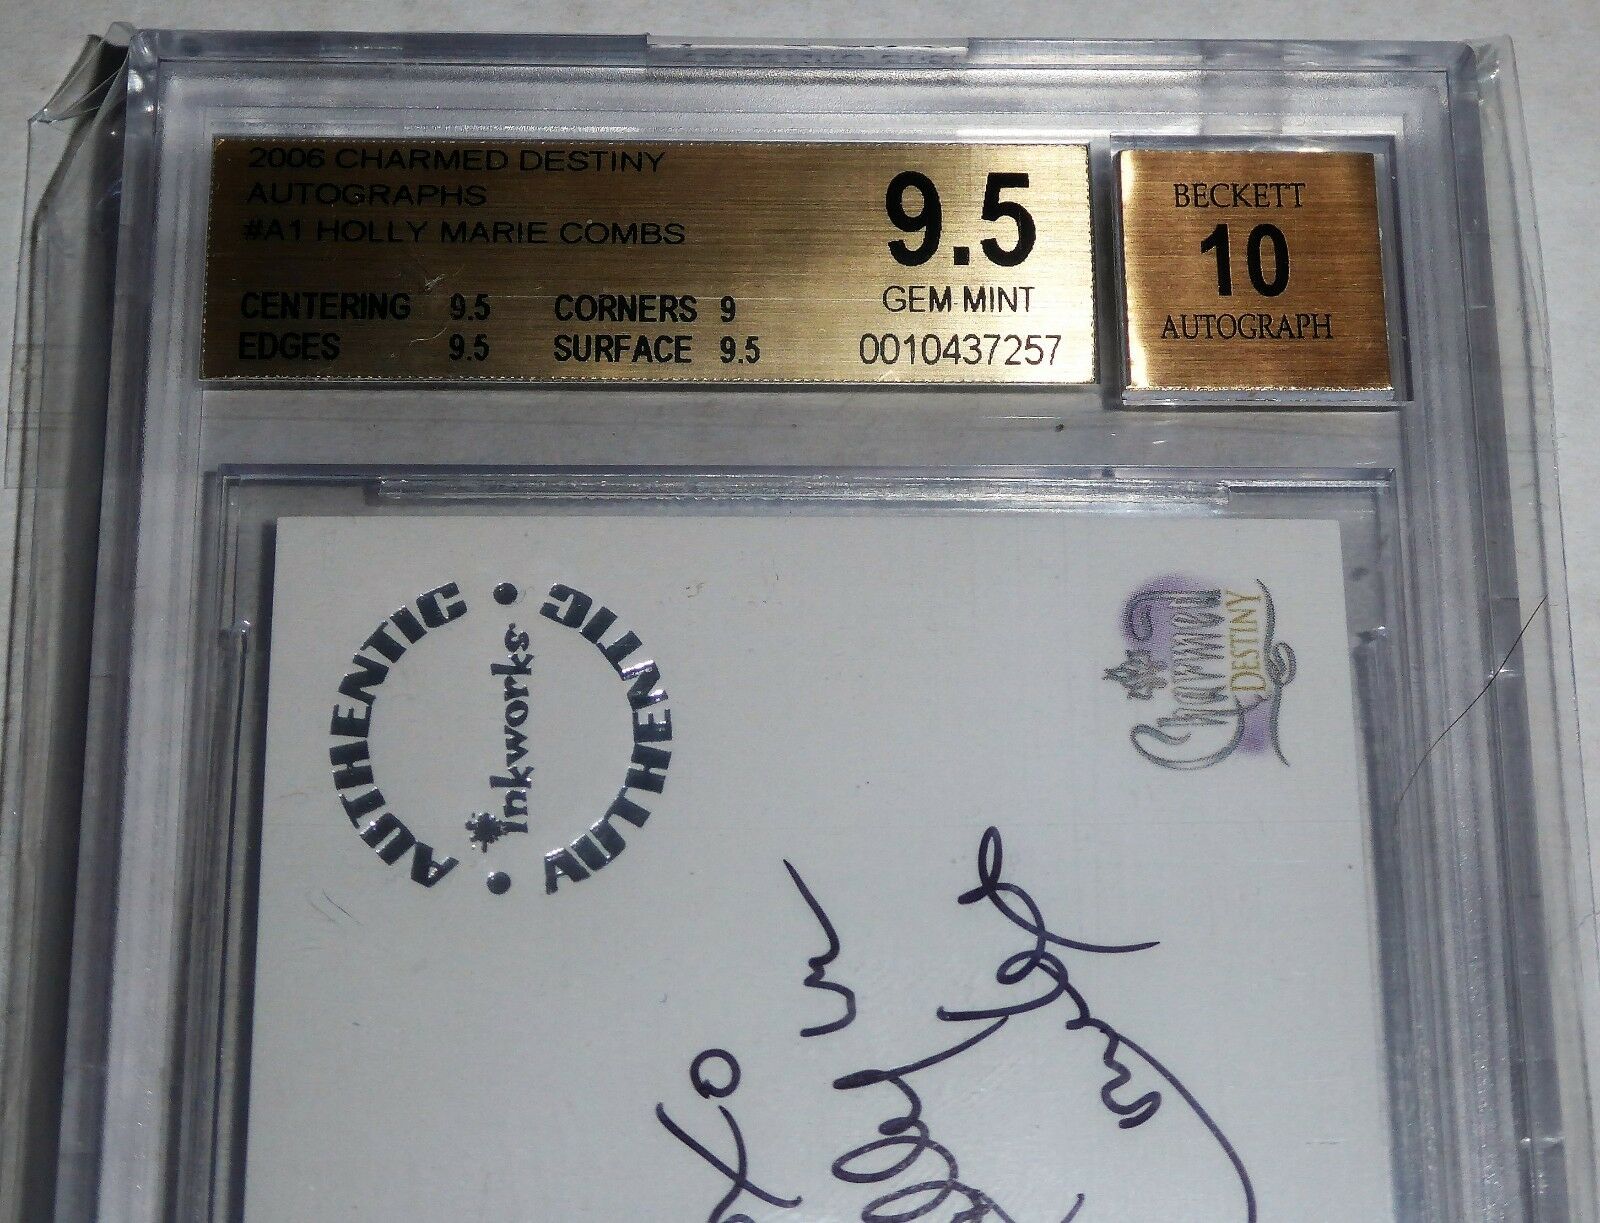 2006 CHARMED DESTINY
AUTOGRAPHS
#A1 HOLLY MARIE COMBS
CENTERING 9.5 CORNERS 9
EDGES 9.5 SURFACE 9.5
9.5
GEM MINT
0010437257
BECKETT
10
AUTOGRAPH
AUTHENTIC • AUTHENTIC •
inkworks
Charmed
DESTINY